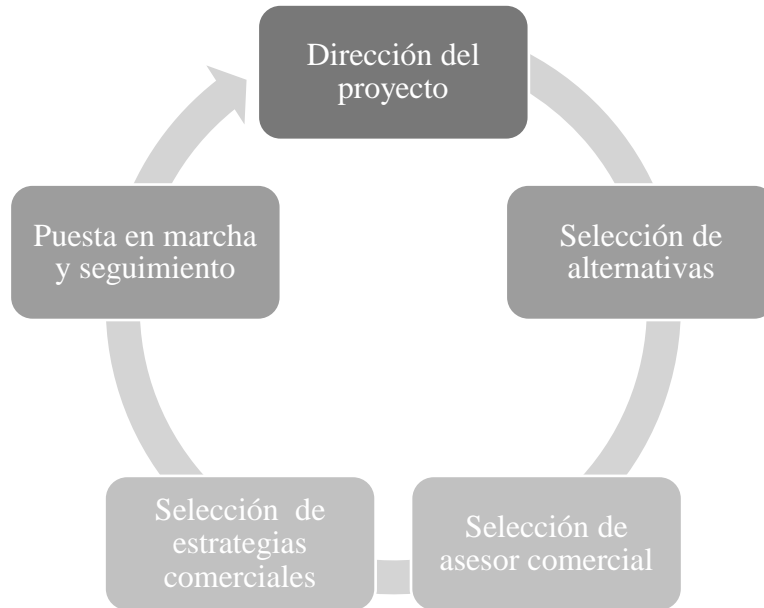 Dirección del
proyecto
Selección de
alternativas
Selección de
asesor comercial
Selección de
estrategias
comerciales
Puesta en marcha
y seguimiento